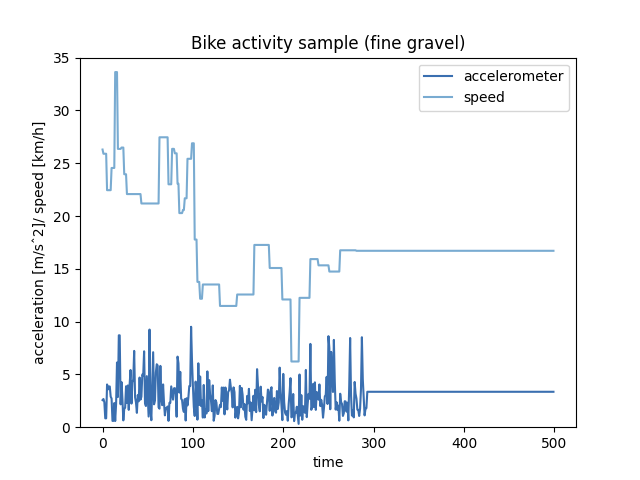 Bike activity sample (fine gravel)
accelerometer
speed
acceleration [m/s^2]/ speed [km/h]
35
30
25
20
15
10
5
0
0 100 200 300 400 500
time